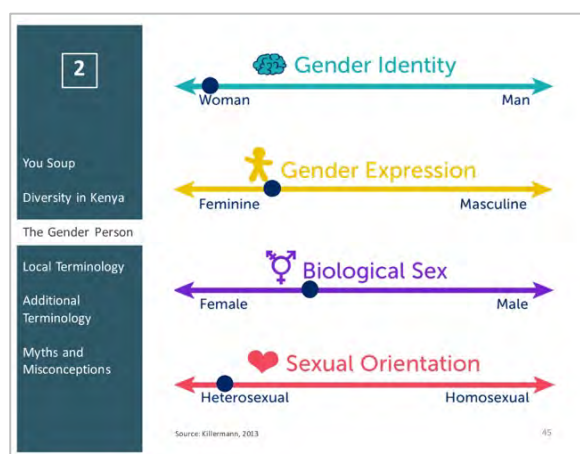 2
You Soup
Diversity in Kenya
The Gender Person
Local Terminology
Additional
Terminology
Myths and
Misconceptions
Gender Identity
Woman
Man
Gender Expression
Feminine
Masculine
Biological Sex
Female
Male
Sexual Orientation
Heterosexual
Homosexual
Source: Killermann, 2013
45